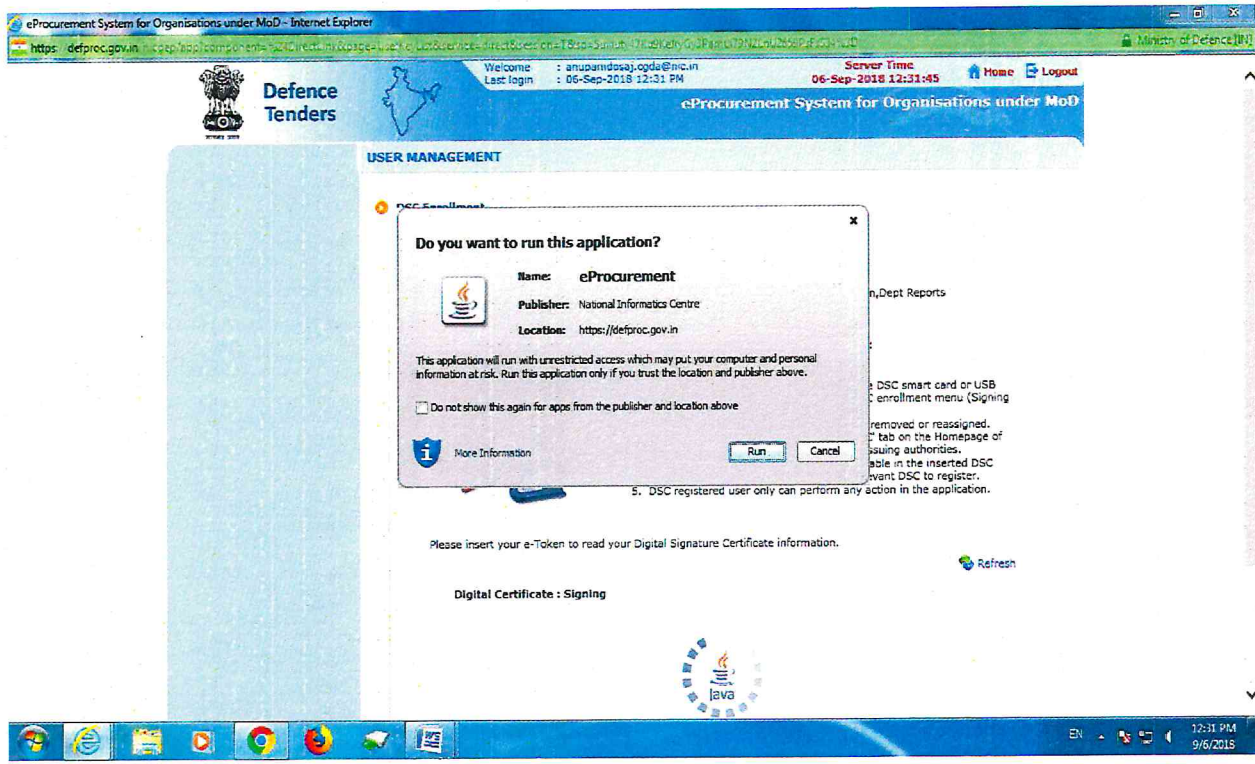 eProcurement System for Organisations under MoD - Internet Explorer
https: defproc.gov.in
Ministry of Defence [IN]
Welcome : anupamdosaj.ogda@nic.in
Last login : 06-Sep-2018 12:31 PM
Server Time
06-Sep-2018 12:31:45
Home
Logout
Defence
Tenders
eProcurement System for Organisations under MoD
USER MANAGEMENT
DSC Enrollment
Do you want to run this application?
Name: eProcurement
Publisher: National Informatics Centre
Location: https://defproc.gov.in
This application will run with unrestricted access which may put your computer and personal
information at risk. Run this application only if you trust the location and publisher above.
Do not show this again for apps from the publisher and location above
More Information
Run
Cancel
n,Dept Reports
:
DSC smart card or USB
enrollment menu (Signing
removed or reassigned.
" tab on the Homepage of
ssuing authorities.
able in the inserted DSC
evant DSC to register.
5. DSC registered user only can perform any action in the application.
Please insert your e-Token to read your Digital Signature Certificate information.
Refresh
Digital Certificate : Signing
Java
EN
12:31 PM
9/6/2018